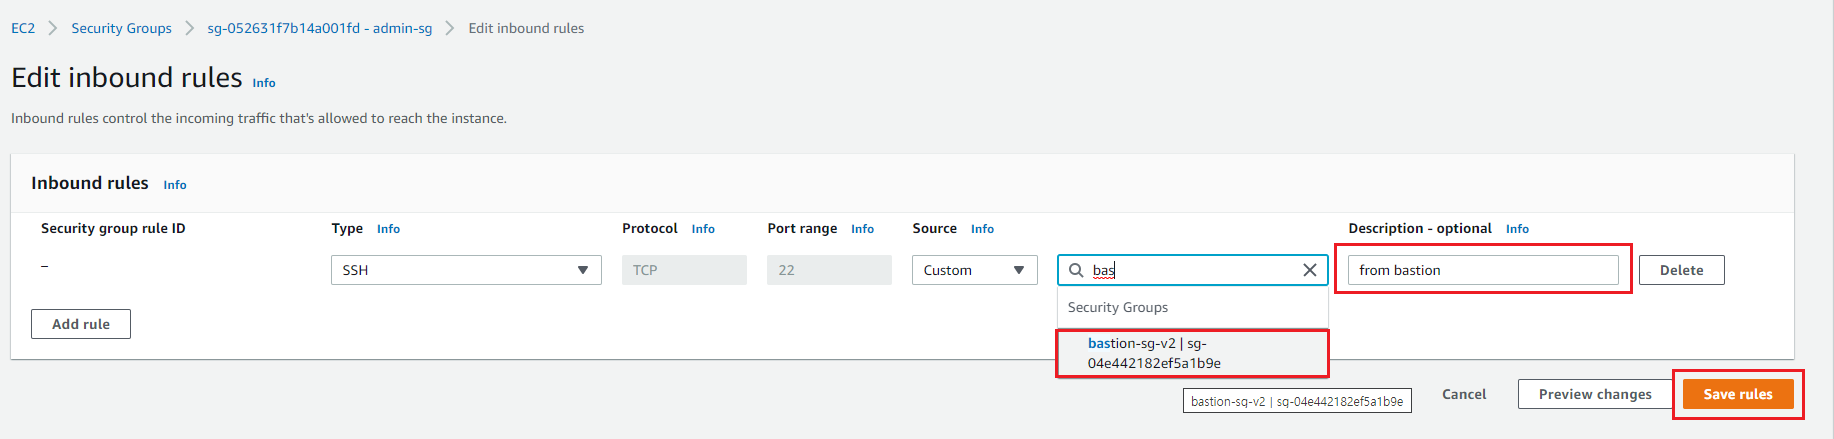 EC2 > Security Groups > sg-052631f7b14a001fd - admin-sg > Edit inbound rules
Edit inbound rules Info
Inbound rules control the incoming traffic that's allowed to reach the instance.
Inbound rules Info
Security group rule ID Type Info Protocol Info Port range Info Source Info Description - optional Info
– SSH TCP 22 Custom bas from bastion Delete
Security Groups
Add rule
bastion-sg-v2 | sg-
04e442182ef5a1b9e
bastion-sg-v2 | sg-04e442182ef5a1b9e Cancel Preview changes Save rules